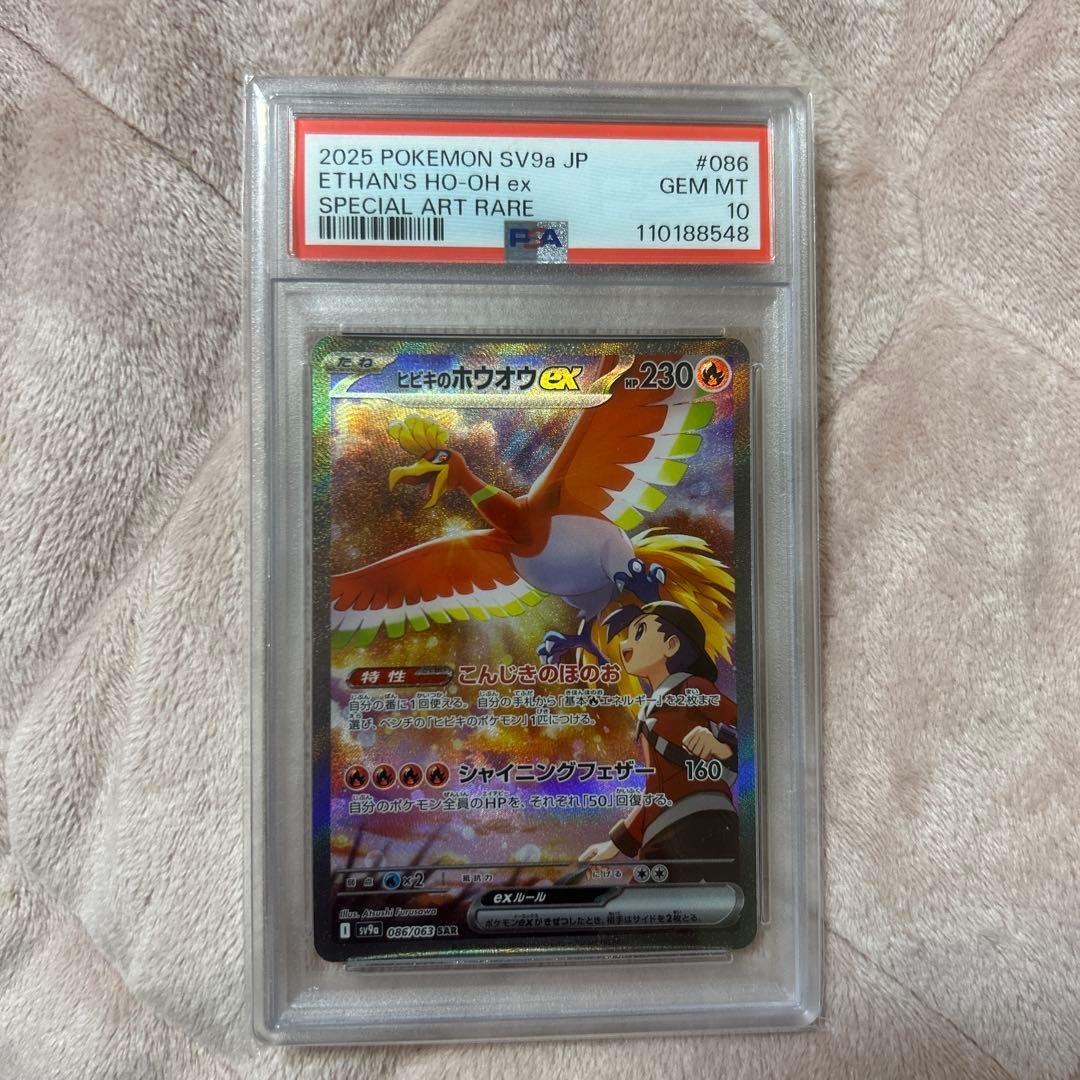 2025 POKEMON SV9a JP #086
ETHAN'S HO-OH ex GEM MT
SPECIAL ART RARE 10
PSA 110188548
たね ヒビキのホウオウex HP230
特性 こんじきのほのお
自分の番に1回使える。自分の手札から「基本エネルギー」を2枚まで
選び、ベンチの「ヒビキのポケモン」1匹につける。
シャイニングフェザー 160
自分のポケモン全員のHPを、それぞれ「50」回復する。
弱点 ×2 抵抗力 にげる
exルール
ポケモンexがきぜつしたとき、相手はサイドを2枚とる。
Illus. Atsushi Furusawa
I sv9a 086/063 SAR